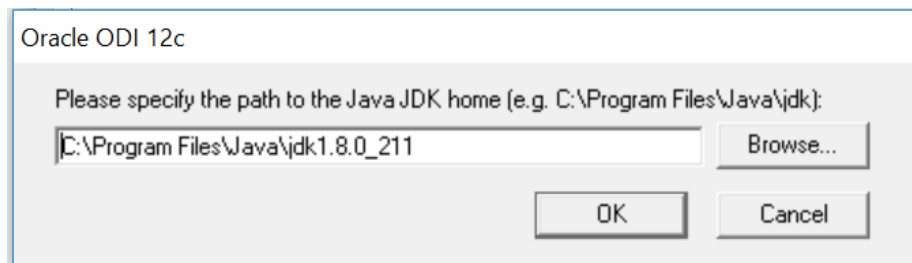 Oracle ODI 12c
Please specify the path to the Java JDK home (e.g. C:\Program Files\Java\jdk):
C:\Program Files\Java\jdk1.8.0_211
Browse...
OK
Cancel